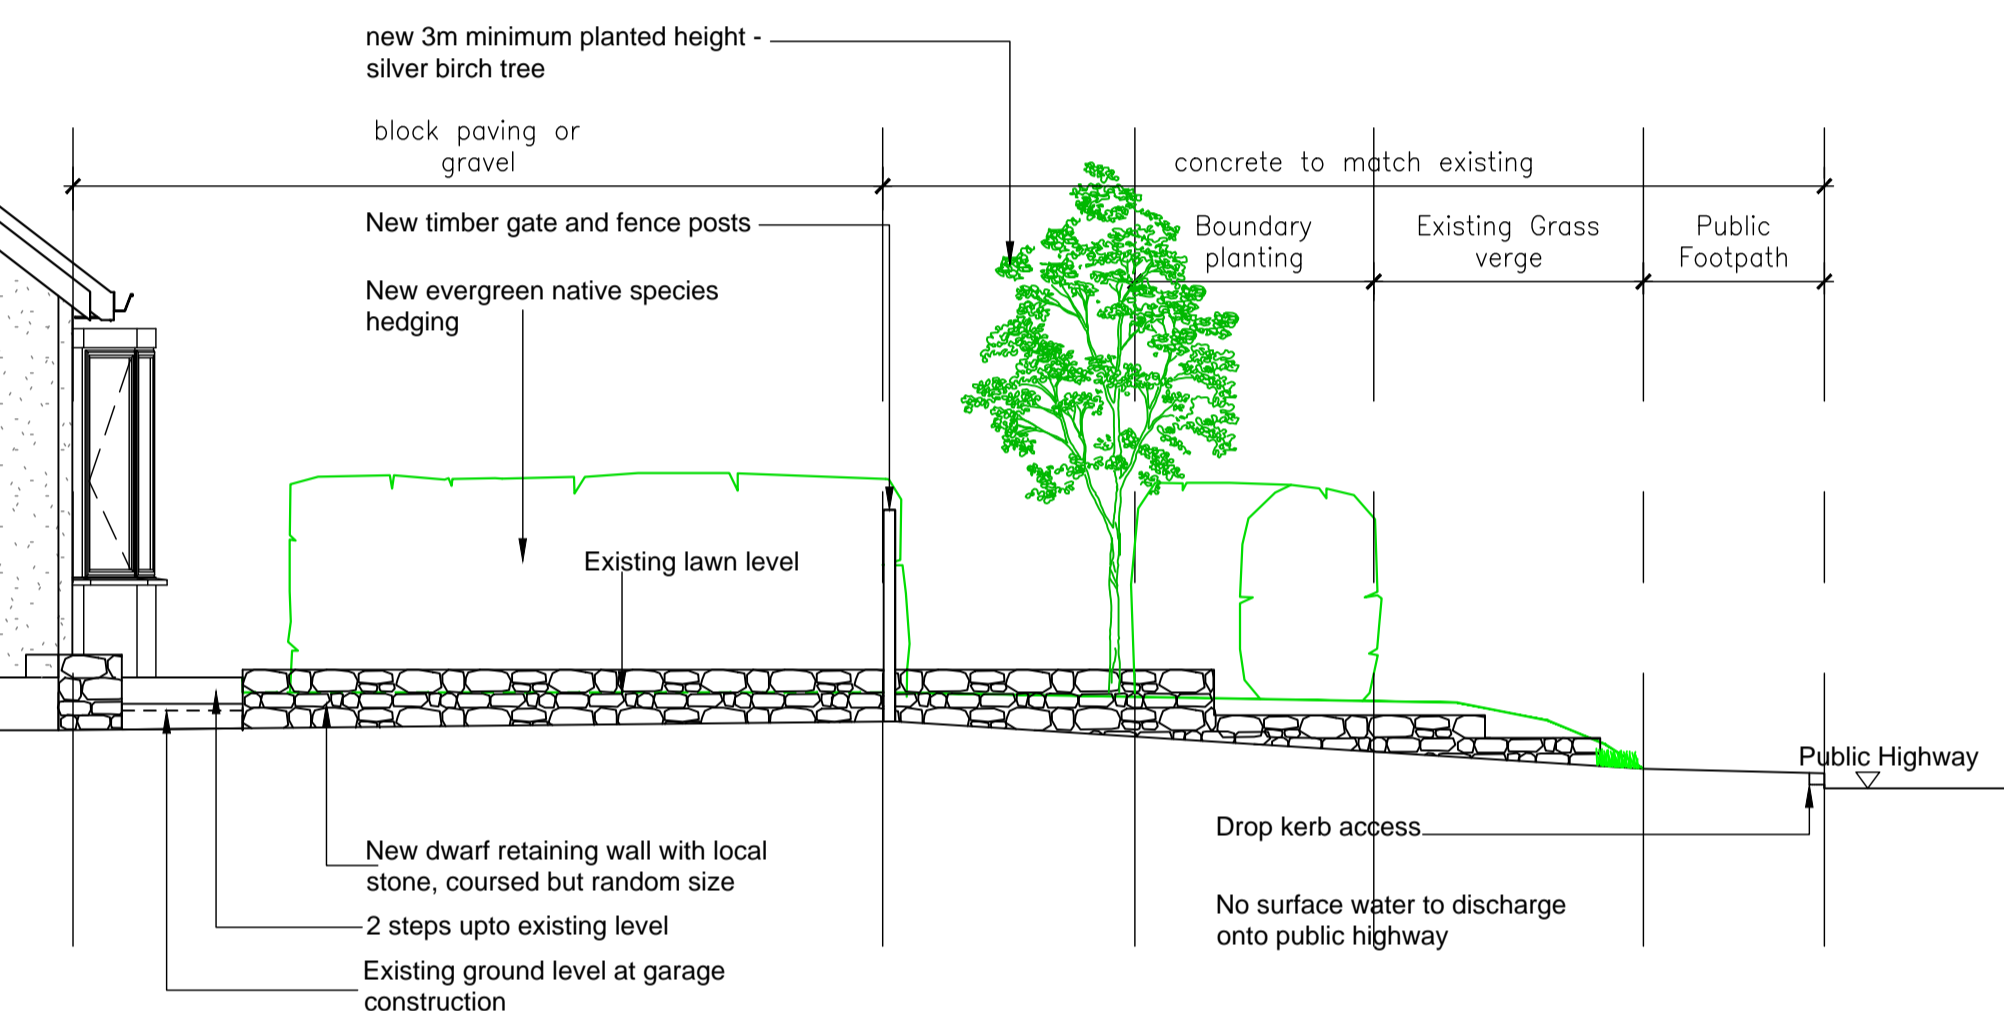 new 3m minimum planted height -
silver birch tree
block paving or
gravel
concrete to match existing
New timber gate and fence posts
Boundary
planting
Existing Grass
verge
Public
Footpath
New evergreen native species
hedging
Existing lawn level
Public Highway
Drop kerb access
New dwarf retaining wall with local
stone, coursed but random size
2 steps upto existing level
No surface water to discharge
onto public highway
Existing ground level at garage
construction